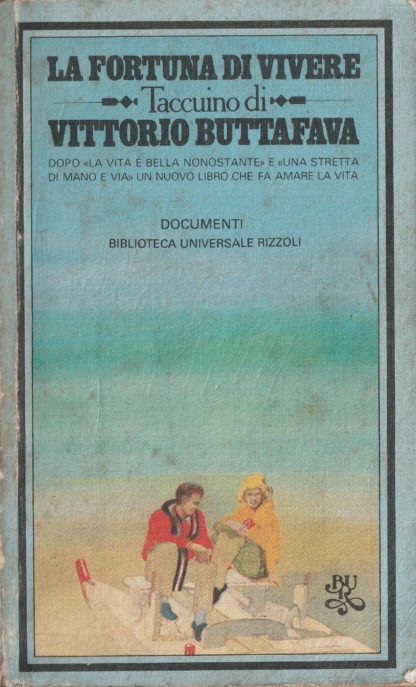 LA FORTUNA DI VIVERE
Taccuino di
VITTORIO BUTTAFAVA
DOPO «LA VITA È BELLA NONOSTANTE» E «UNA STRETTA
DI MANO E VIA» UN NUOVO LIBRO CHE FA AMARE LA VITA
DOCUMENTI
BIBLIOTECA UNIVERSALE RIZZOLI
BUR